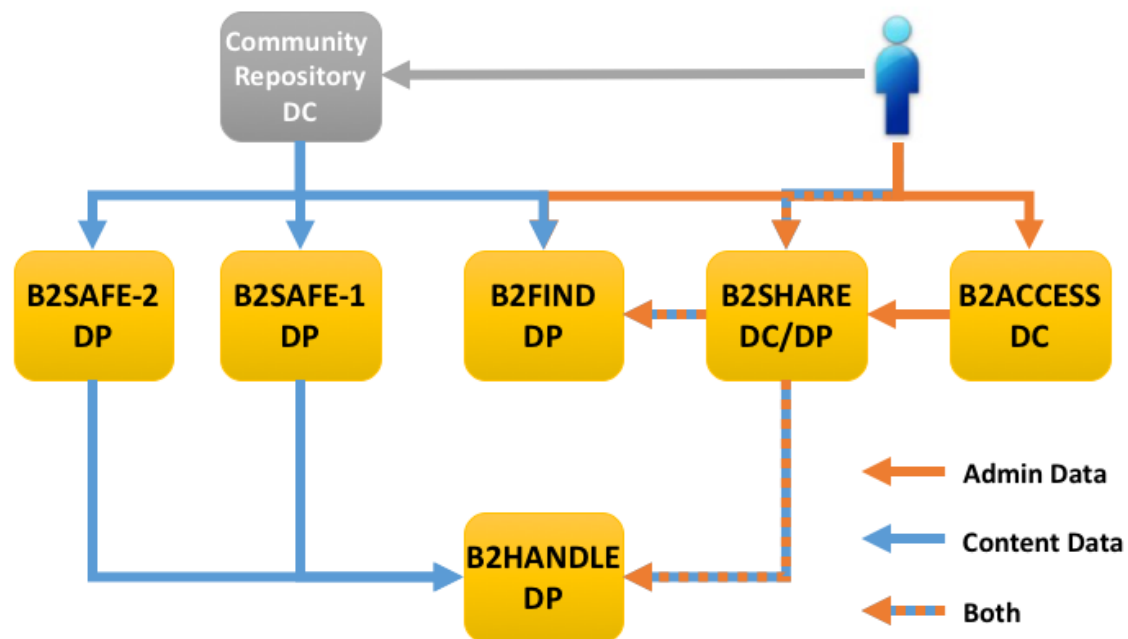 Community
Repository
DC
B2SAFE-2
DP
B2SAFE-1
DP
B2FIND
DP
B2SHARE
DC/DP
B2ACCESS
DC
B2HANDLE
DP
Admin Data
Content Data
Both